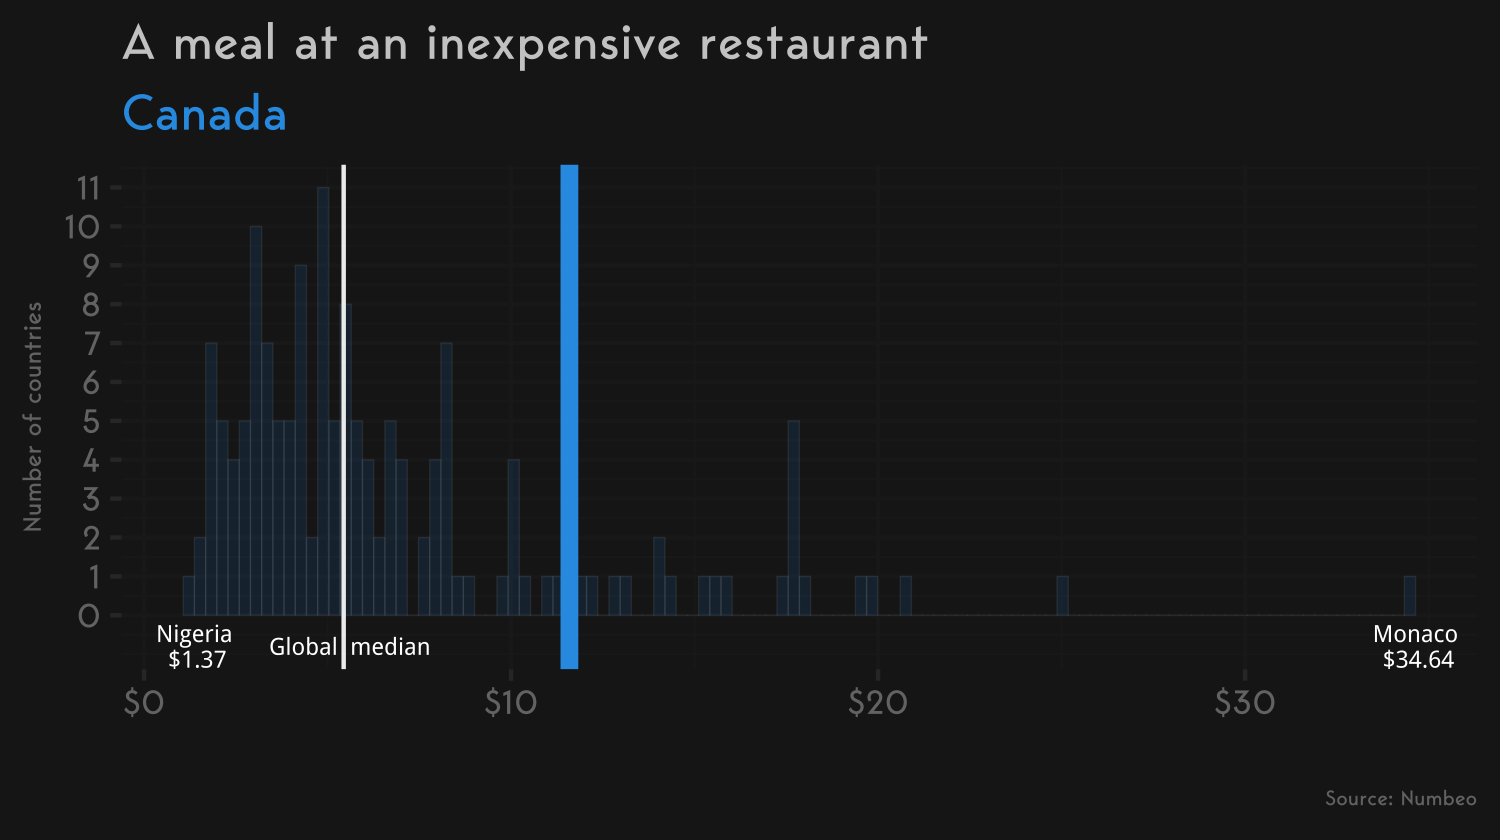 A meal at an inexpensive restaurant
Canada
Number of countries
11
10
9
8
7
6
5
4
3
2
1
0
Nigeria
$1.37
Global median
Monaco
$34.64
$0 $10 $20 $30
Source: Numbeo